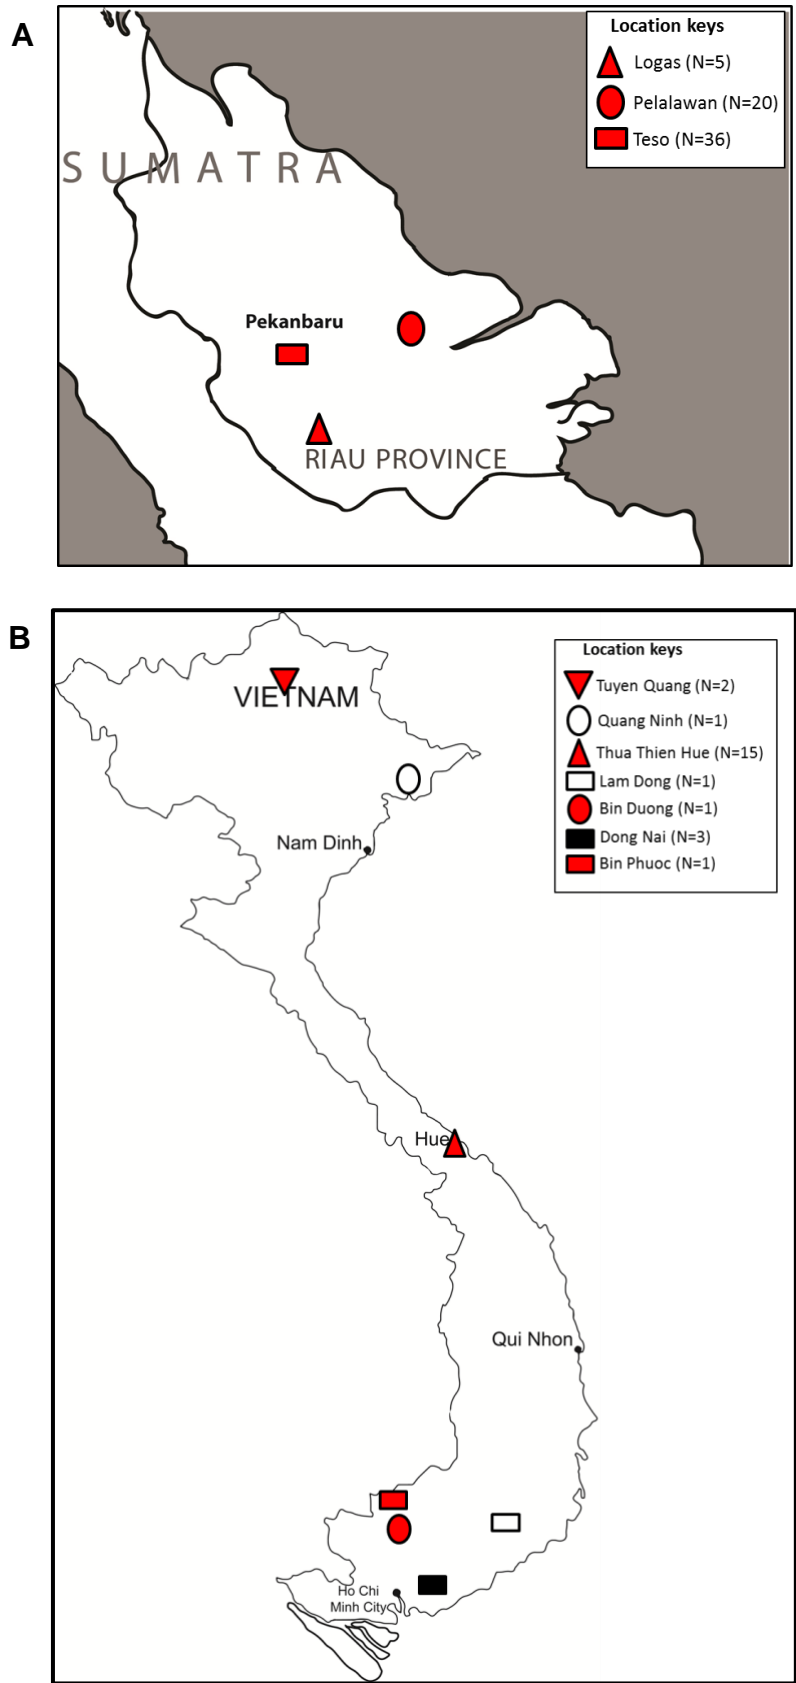 A
Location keys
Logas (N=5)
Pelalawan (N=20)
Teso (N=36)
SUMATRA
Pekanbaru
RIAU PROVINCE
B
Location keys
Tuyen Quang (N=2)
Quang Ninh (N=1)
Thua Thien Hue (N=15)
Lam Dong (N=1)
Bin Duong (N=1)
Dong Nai (N=3)
Bin Phuoc (N=1)
VIETNAM
Nam Dinh
Hue
Qui Nhon
Ho Chi
Minh City